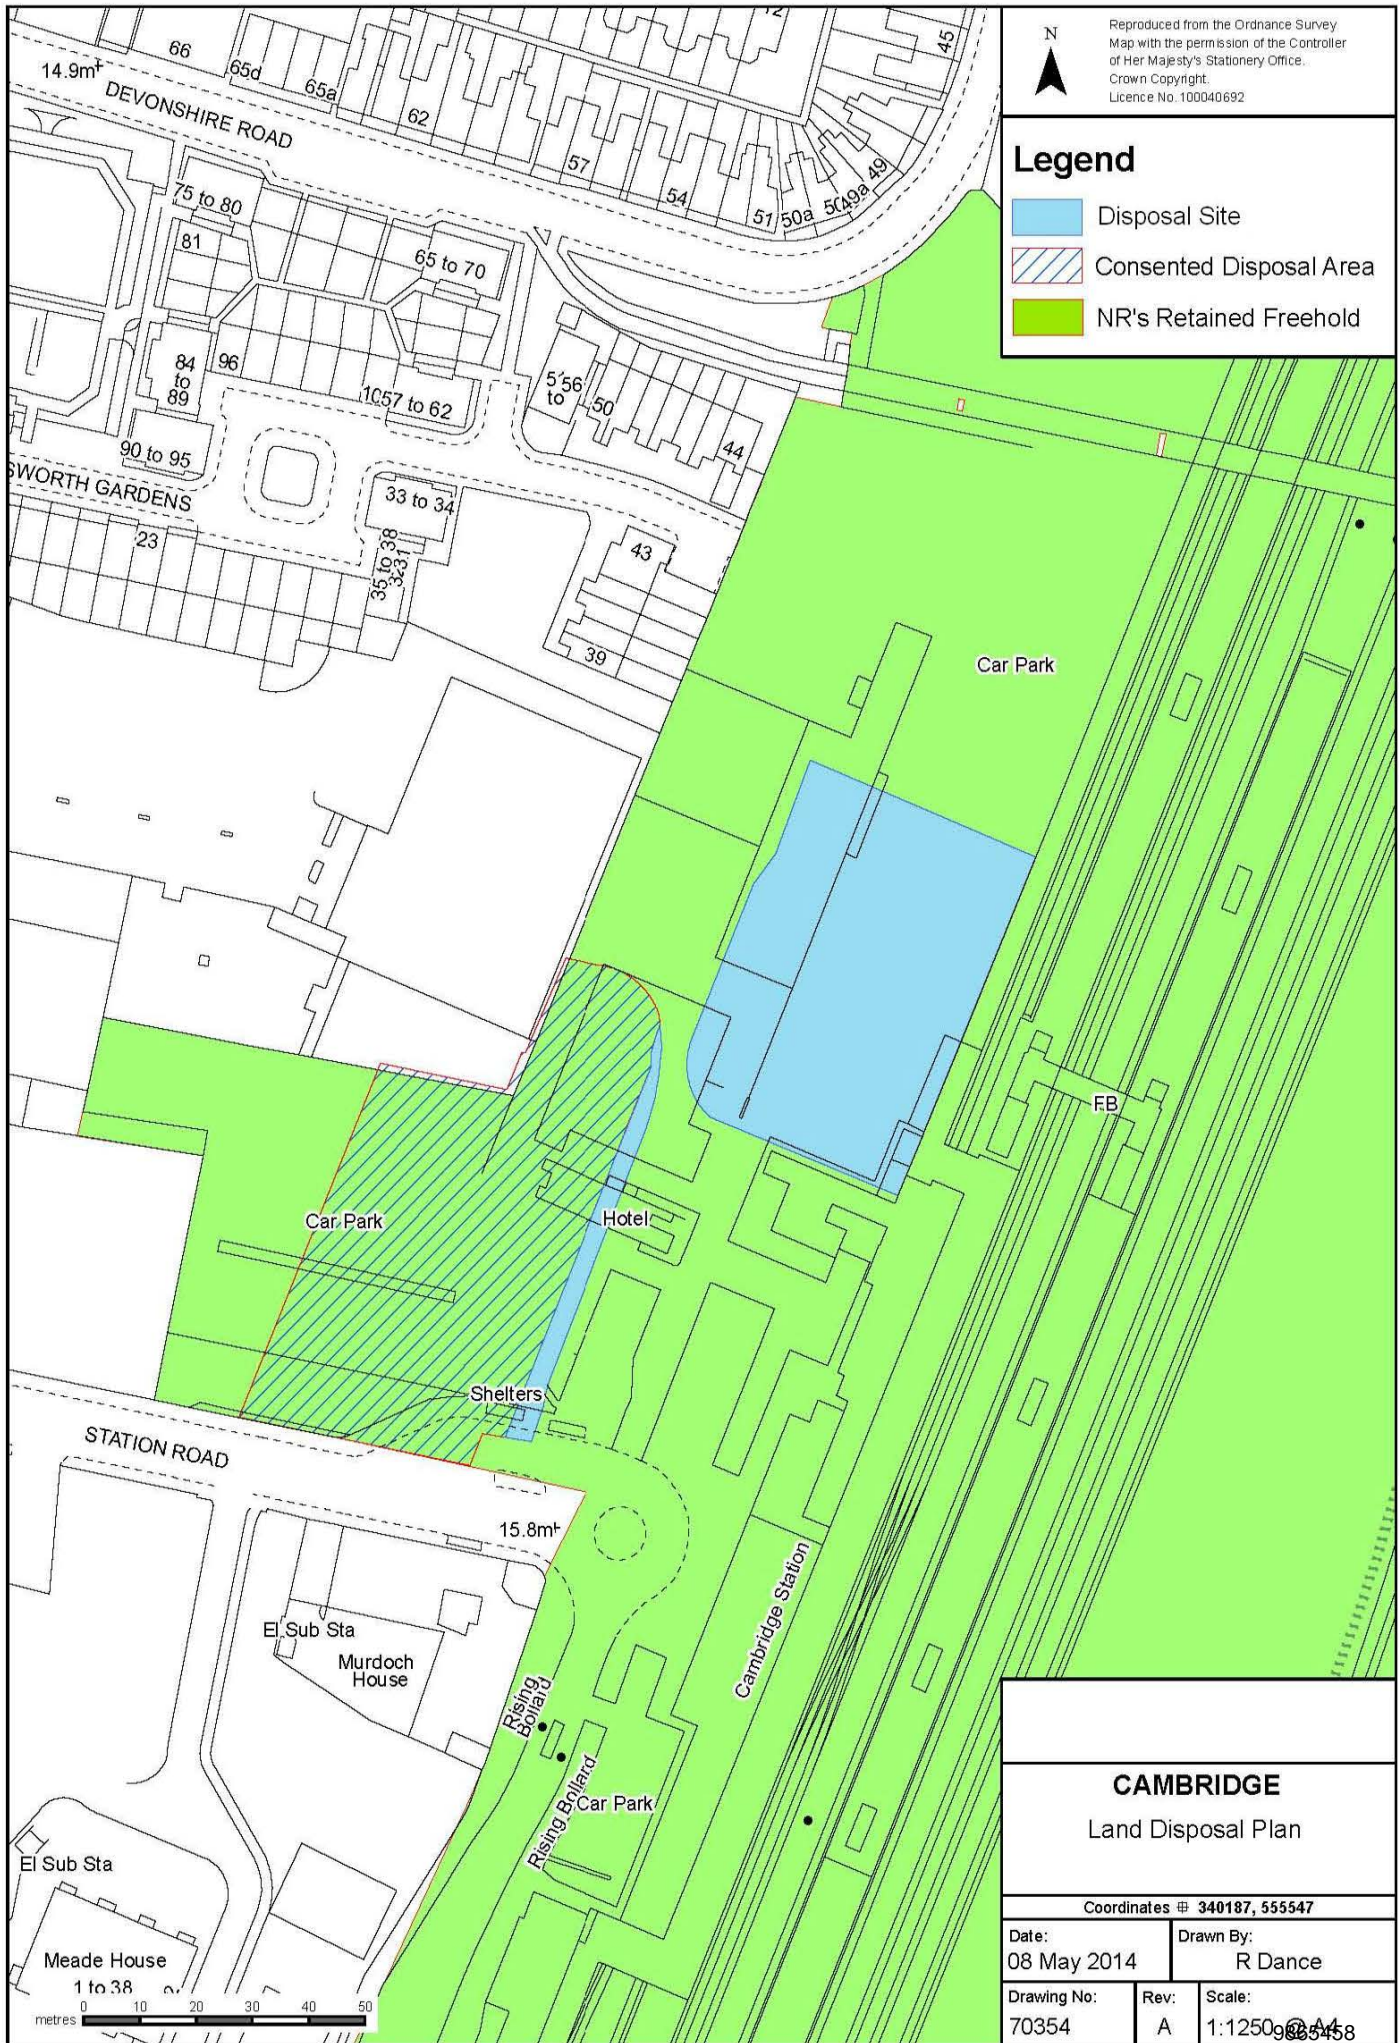 Reproduced from the Ordnance Survey
Map with the permission of the Controller
of Her Majesty's Stationery Office.
Crown Copyright.
Licence No. 100040692
N
Legend
Disposal Site
Consented Disposal Area
NR's Retained Freehold
45
66
65d
65a
14.9m
DEVONSHIRE ROAD
62
57
54
51
50a
49a
49
75 to 80
81
65 to 70
84
to
89
96
57 to 62
56
to
50
44
90 to 95
SWORTH GARDENS
33 to 34
23
35 to 38
43
39
Car Park
FB
Car Park
Hotel
Shelters
STATION ROAD
15.8m
Cambridge Station
El Sub Sta
Murdoch
House
Rising
Bollard
Rising Bollard
Car Park
El Sub Sta
Meade House
1 to 38
metres
0 10 20 30 40 50
CAMBRIDGE
Land Disposal Plan
Coordinates 340187, 555547
Date:
08 May 2014
Drawn By:
R Dance
Drawing No:
70354
Rev:
A
Scale:
1:1250 @ A4
9865458